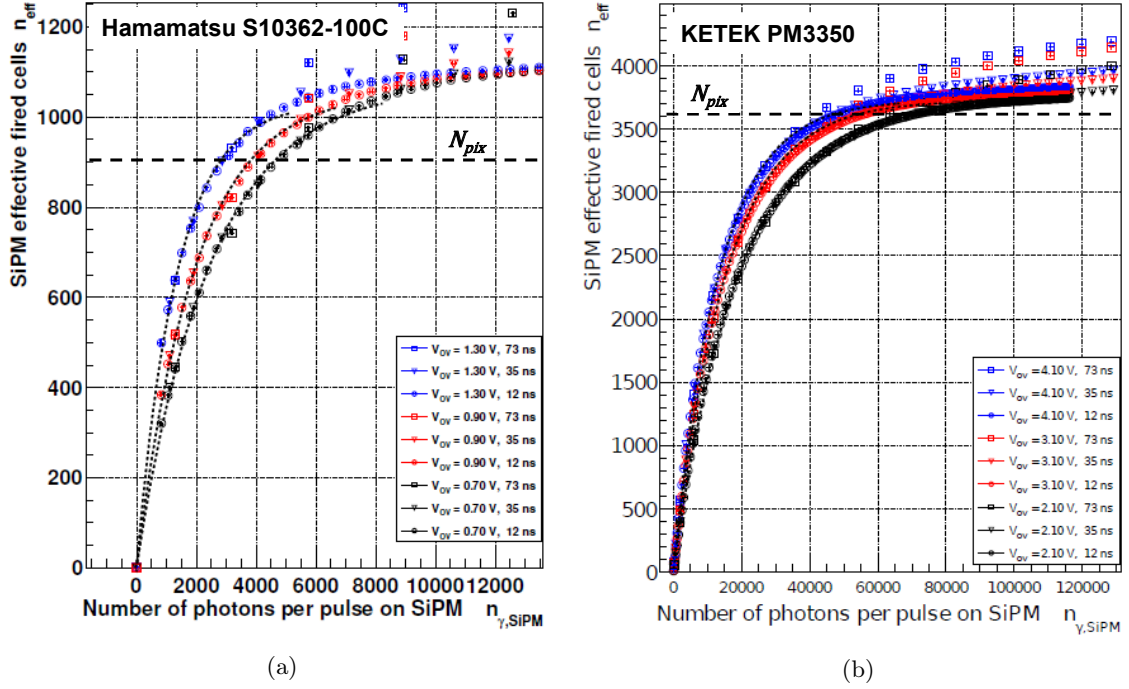 Hamamatsu S10362-100C
SiPM effective fired cells n_eff
1200
1000
800
600
400
200
0
N_pix
V_OV = 1.30 V, 73 ns
V_OV = 1.30 V, 35 ns
V_OV = 1.30 V, 12 ns
V_OV = 0.90 V, 73 ns
V_OV = 0.90 V, 35 ns
V_OV = 0.90 V, 12 ns
V_OV = 0.70 V, 73 ns
V_OV = 0.70 V, 35 ns
V_OV = 0.70 V, 12 ns
0 2000 4000 6000 8000 10000 12000
Number of photons per pulse on SiPM n_γ,SiPM
(a)
KETEK PM3350
SiPM effective fired cells n_eff
4000
3500
3000
2500
2000
1500
1000
500
0
N_pix
V_ov = 4.10 V, 73 ns
V_ov = 4.10 V, 35 ns
V_ov = 4.10 V, 12 ns
V_ov = 3.10 V, 73 ns
V_ov = 3.10 V, 35 ns
V_ov = 3.10 V, 12 ns
V_ov = 2.10 V, 73 ns
V_ov = 2.10 V, 35 ns
V_ov = 2.10 V, 12 ns
0 20000 40000 60000 80000 100000 120000
Number of photons per pulse on SiPM n_γ,SiPM
(b)